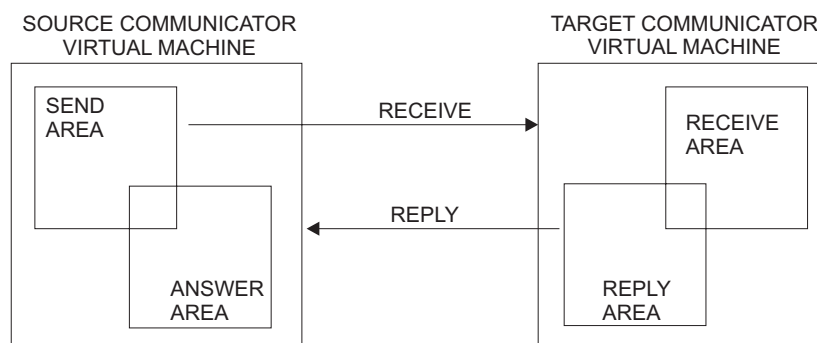 SOURCE COMMUNICATOR
VIRTUAL MACHINE
TARGET COMMUNICATOR
VIRTUAL MACHINE
SEND
AREA
RECEIVE
RECEIVE
AREA
REPLY
ANSWER
AREA
REPLY
AREA